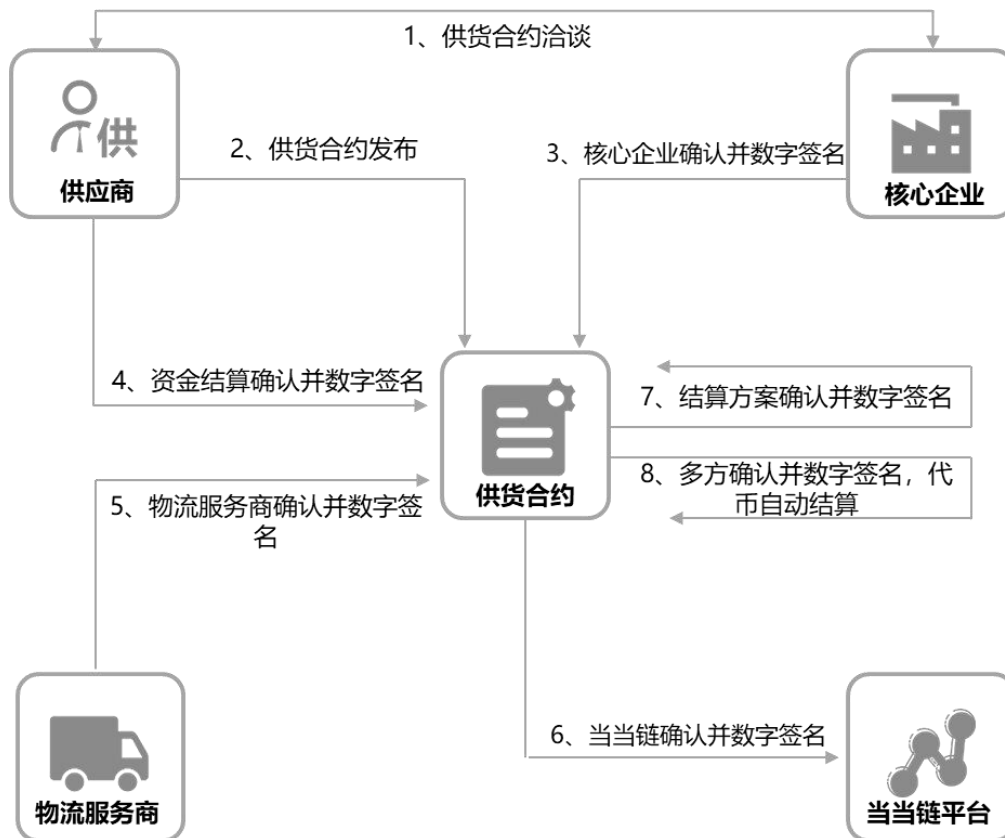 1、供货合约洽谈
供
供应商
2、供货合约发布
3、核心企业确认并数字签名
核心企业
4、资金结算确认并数字签名
7、结算方案确认并数字签名
供货合约
8、多方确认并数字签名，代
币自动结算
5、物流服务商确认并数字签
名
物流服务商
6、当当链确认并数字签名
当当链平台